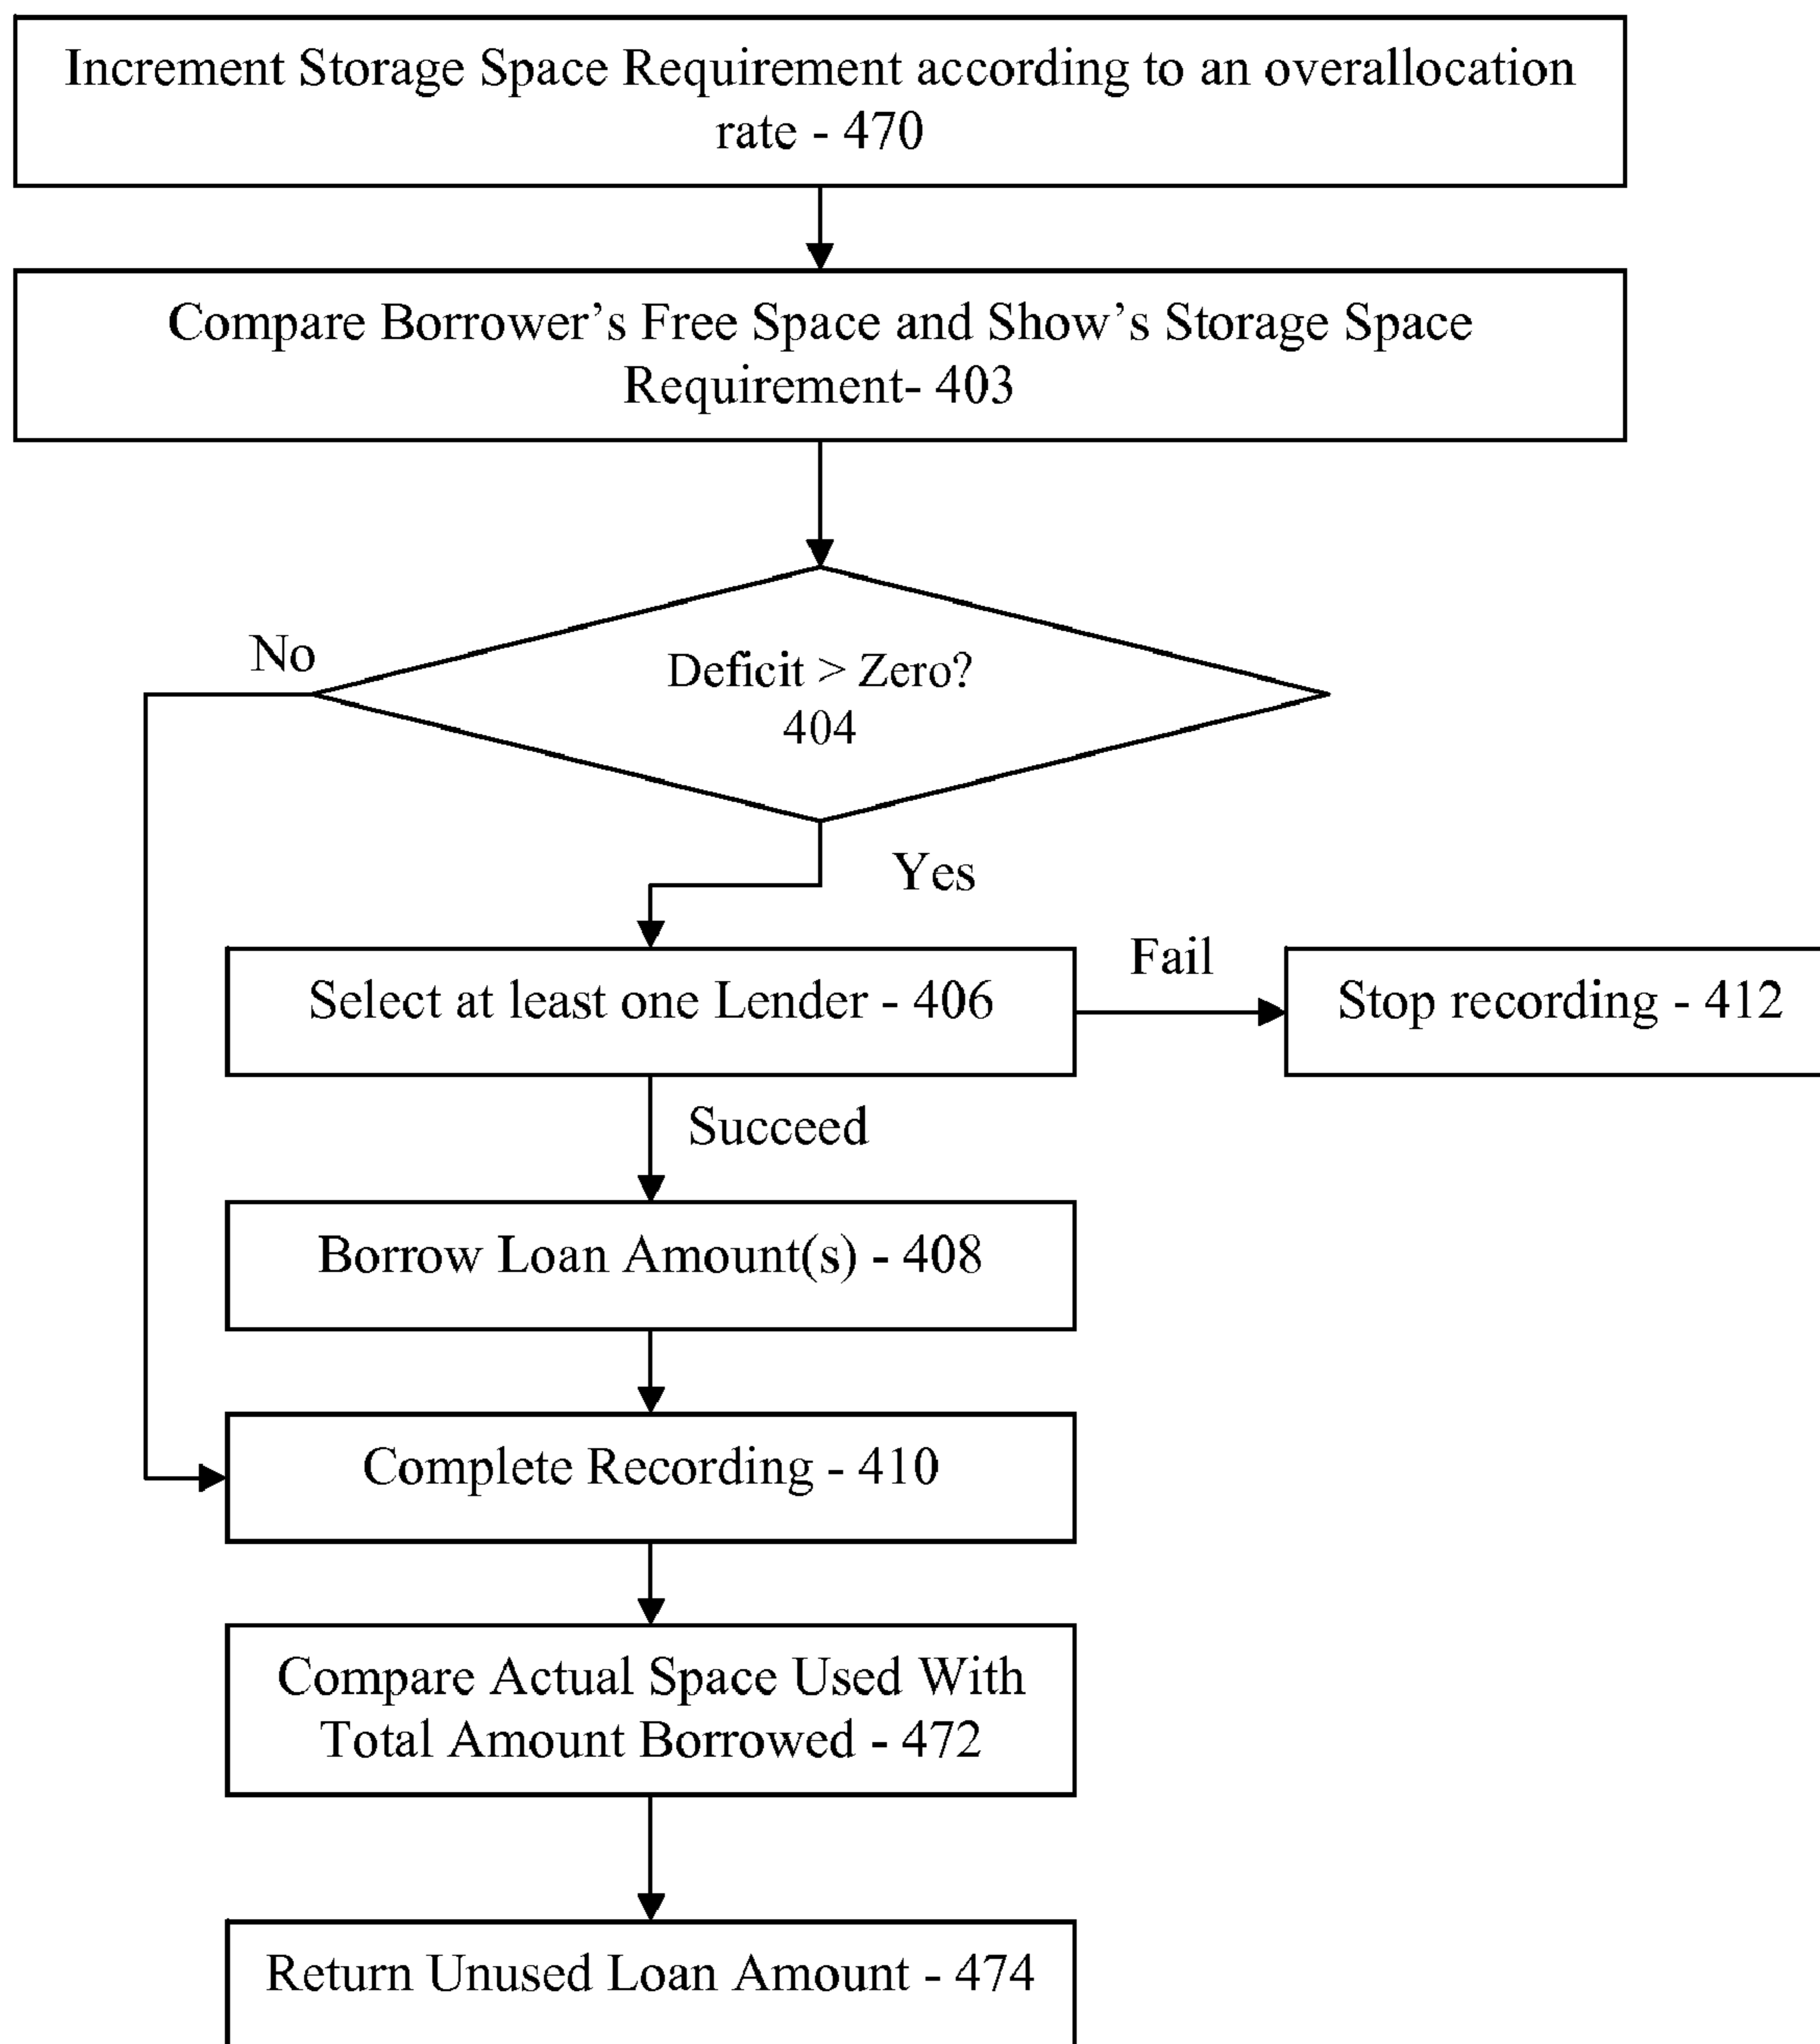 Increment Storage Space Requirement according to an overallocation
rate - 470
Compare Borrower’s Free Space and Show’s Storage Space
Requirement- 403
No
Deficit > Zero?
404
Yes
Select at least one Lender - 406
Fail
Stop recording - 412
Succeed
Borrow Loan Amount(s) - 408
Complete Recording - 410
Compare Actual Space Used With
Total Amount Borrowed - 472
Return Unused Loan Amount - 474